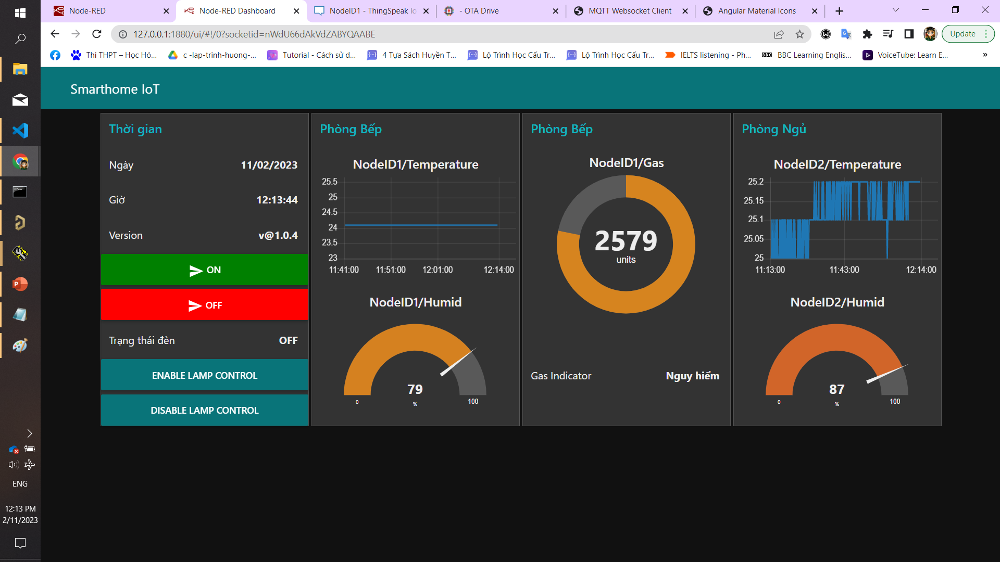 Node-RED
Node-RED Dashboard
NodeID1 - ThingSpeak Io
- OTA Drive
MQTT Websocket Client
Angular Material Icons
127.0.0.1:1880/ui/#!/0?socketid=nWdU66dAkVdZABYQAABE
Update
Thi THPT – Học Hó...
c -lap-trinh-huong-...
Tutorial - Cách sử d...
4 Tựa Sách Huyền T...
Lộ Trình Học Cấu Tr...
Lộ Trình Học Cấu Tr...
IELTS listening - Ph...
BBC
BBC Learning Englis...
VoiceTube: Learn E...
»
Smarthome IoT
Thời gian
Ngày 11/02/2023
Giờ 12:13:44
Version v@1.0.4
ON
OFF
Trạng thái đèn OFF
ENABLE LAMP CONTROL
DISABLE LAMP CONTROL
Phòng Bếp
NodeID1/Temperature
25.5
25
24.5
24
23.5
23
11:41:00 11:51:00 12:01:00 12:14:00
NodeID1/Humid
79
0 % 100
Phòng Bếp
NodeID1/Gas
2579
units
Gas Indicator Nguy hiểm
Phòng Ngủ
NodeID2/Temperature
25.2
25.15
25.1
25.05
25
11:13:00 11:43:00 12:14:00
NodeID2/Humid
87
0 % 100
P
ENG
12:13 PM
2/11/2023